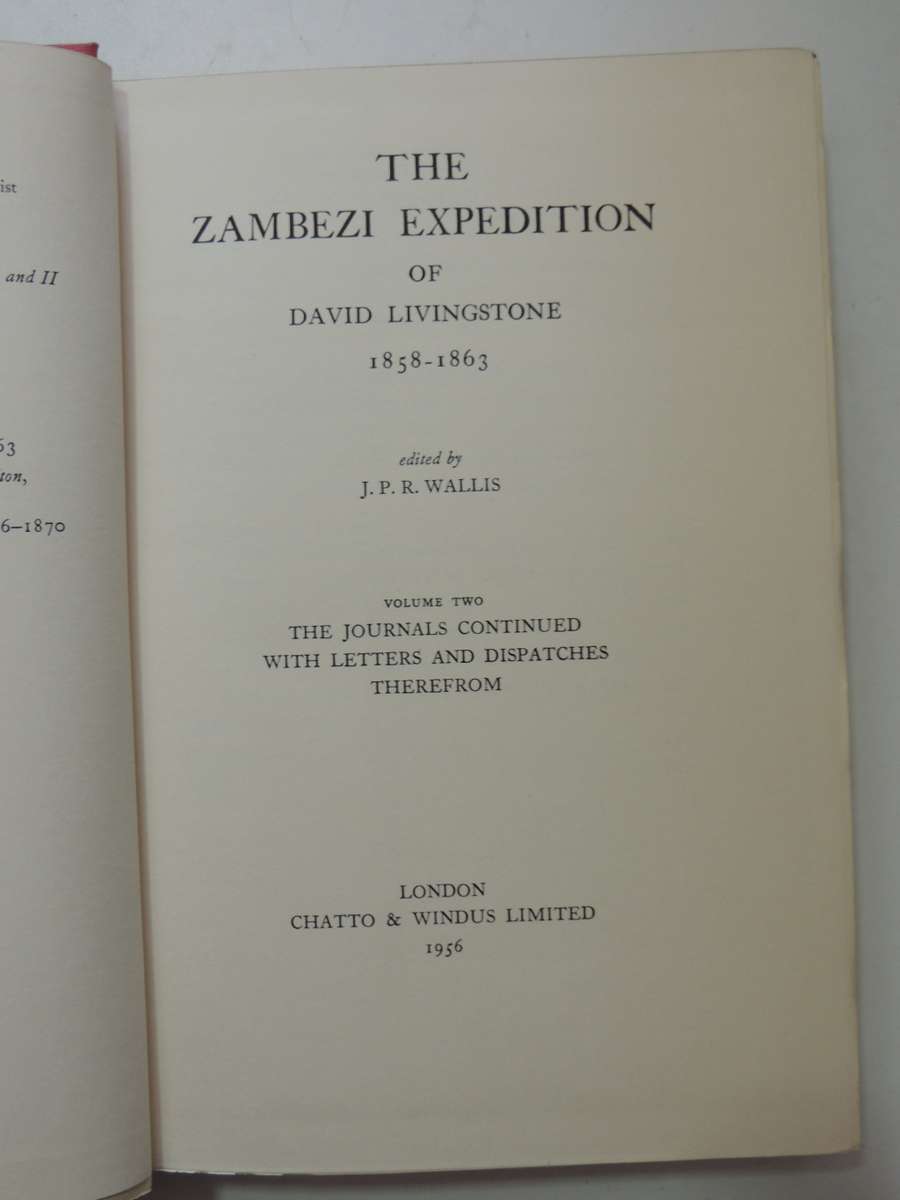 ist
and II
63
ton,
6–1870
THE
ZAMBEZI EXPEDITION
OF
DAVID LIVINGSTONE
1858-1863
edited by
J. P. R. WALLIS
VOLUME TWO
THE JOURNALS CONTINUED
WITH LETTERS AND DISPATCHES
THEREFROM
LONDON
CHATTO & WINDUS LIMITED
1956